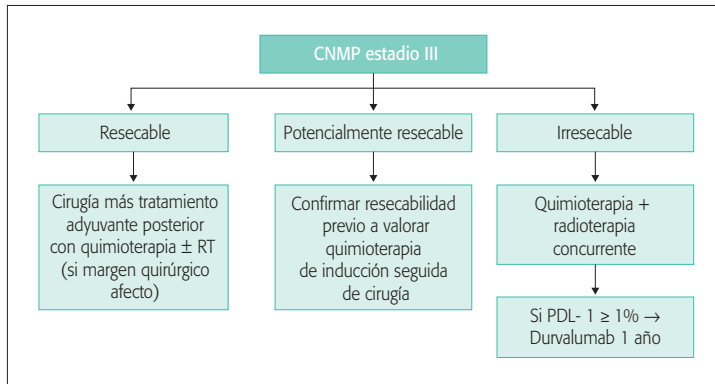 CNMP estadio III
Resecable
Potencialmente resecable
Irresecable
Cirugía más tratamiento
adyuvante posterior
con quimioterapia ± RT
(si margen quirúrgico
afecto)
Confirmar resecabilidad
previo a valorar
quimioterapia
de inducción seguida
de cirugía
Quimioterapia +
radioterapia
concurrente
Si PDL- 1 ≥ 1% →
Durvalumab 1 año